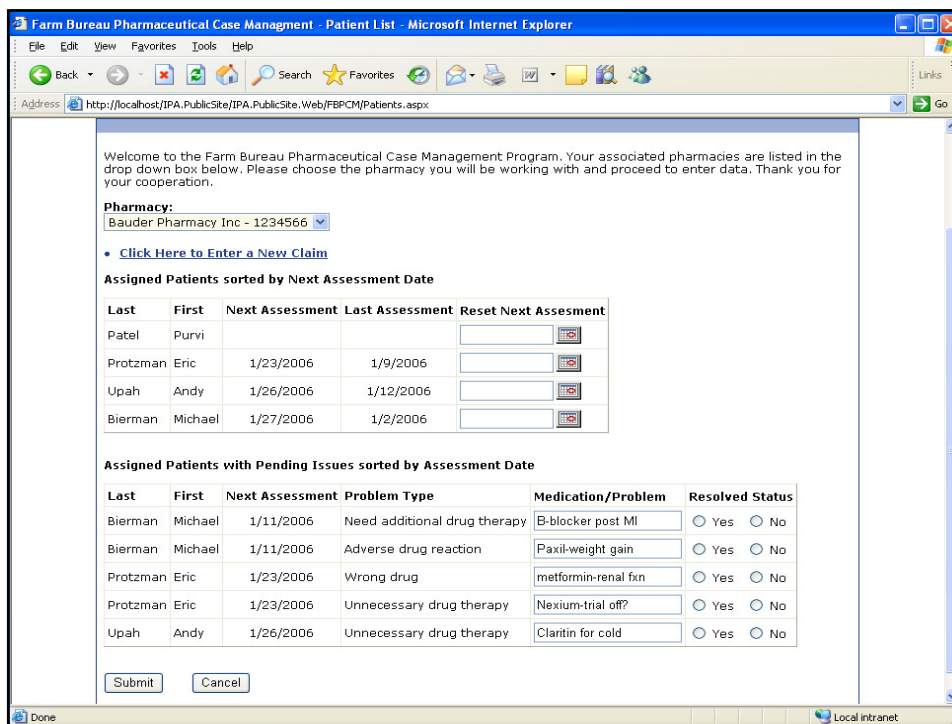 Farm Bureau Pharmaceutical Case Managment - Patient List - Microsoft Internet Explorer
File Edit View Favorites Tools Help
Back Search Favorites Links
Address http://localhost/IPA.PublicSite/IPA.PublicSite.Web/FBPCM/Patients.aspx Go
Welcome to the Farm Bureau Pharmaceutical Case Management Program. Your associated pharmacies are listed in the
drop down box below. Please choose the pharmacy you will be working with and proceed to enter data. Thank you for
your cooperation.
Pharmacy:
Bauder Pharmacy Inc - 1234566
• Click Here to Enter a New Claim
Assigned Patients sorted by Next Assessment Date
Last First Next Assessment Last Assessment Reset Next Assesment
Patel Purvi
Protzman Eric 1/23/2006 1/9/2006
Upah Andy 1/26/2006 1/12/2006
Bierman Michael 1/27/2006 1/2/2006
Assigned Patients with Pending Issues sorted by Assessment Date
Last First Next Assessment Problem Type Medication/Problem Resolved Status
Bierman Michael 1/11/2006 Need additional drug therapy B-blocker post MI Yes No
Bierman Michael 1/11/2006 Adverse drug reaction Paxil-weight gain Yes No
Protzman Eric 1/23/2006 Wrong drug metformin-renal fxn Yes No
Protzman Eric 1/23/2006 Unnecessary drug therapy Nexium-trial off? Yes No
Upah Andy 1/26/2006 Unnecessary drug therapy Claritin for cold Yes No
Submit Cancel
Done Local intranet